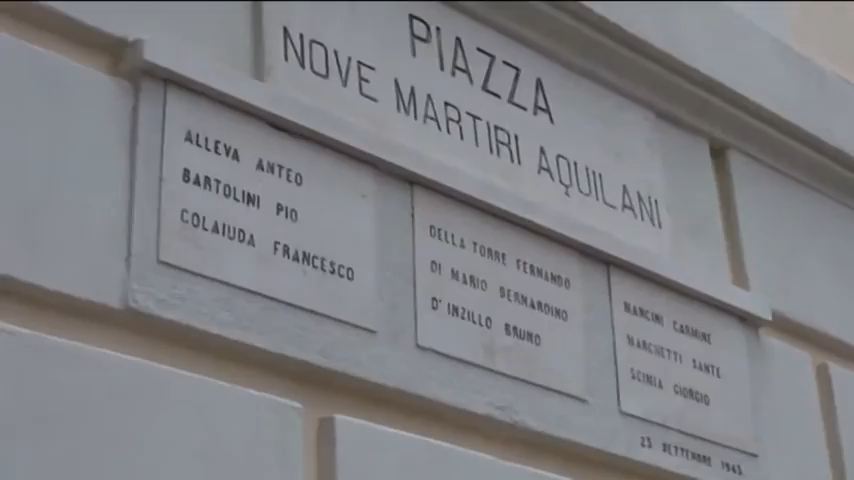 PIAZZA
NOVE MARTIRI AQUILANI
ALLEVA ANTEO
BARTOLINI PIO
COLAIUDA FRANCESCO
DELLA TORRE FERNANDO
DI MARIO BERNARDINO
D'INZILLO BRUNO
MANCINI CARMINE
MARCHETTI SANTE
SCIMIA GIORGIO
23 SETTEMBRE 1943